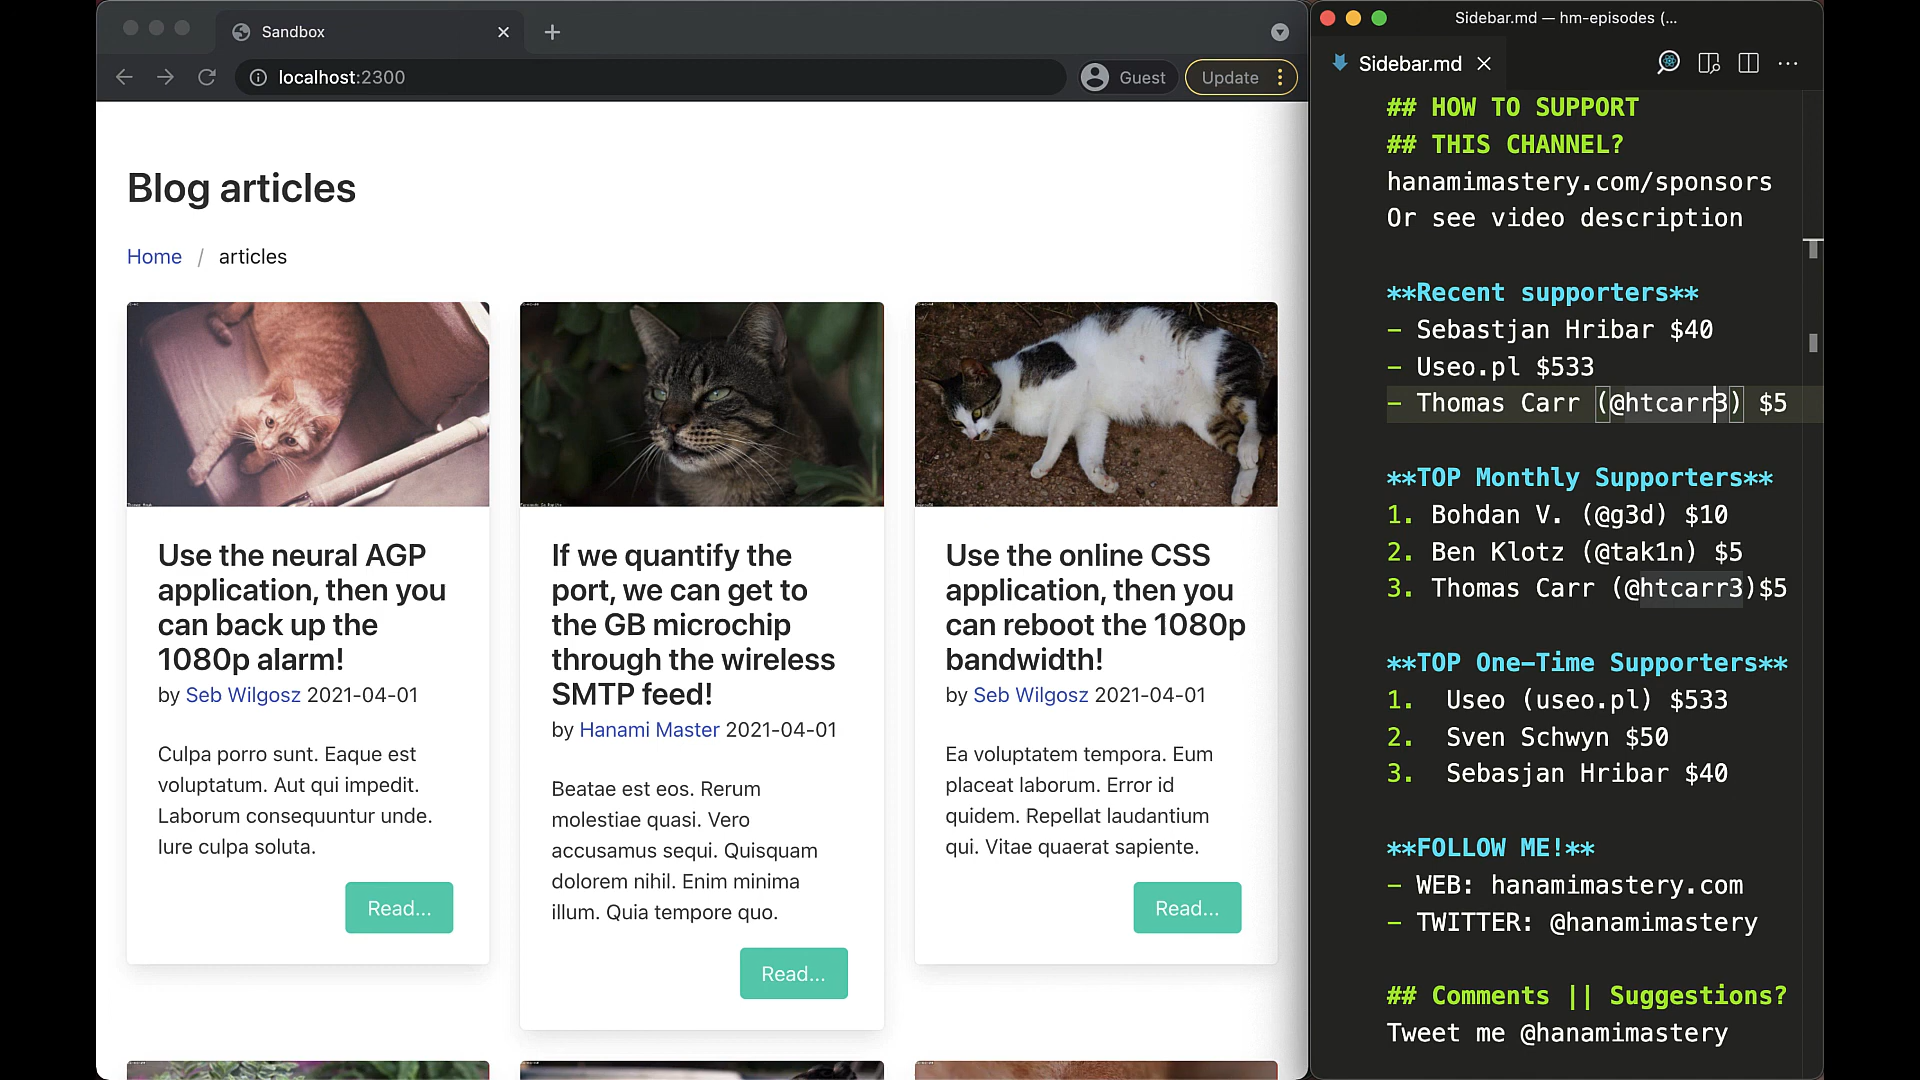 Sandbox
localhost:2300
Guest
Update
Blog articles
Home / articles
Use the neural AGP
application, then you
can back up the
1080p alarm!
by Seb Wilgosz 2021-04-01
Culpa porro sunt. Eaque est
voluptatum. Aut qui impedit.
Laborum consequuntur unde.
Iure culpa soluta.
Read...
If we quantify the
port, we can get to
the GB microchip
through the wireless
SMTP feed!
by Hanami Master 2021-04-01
Beatae est eos. Rerum
molestiae quasi. Vero
accusamus sequi. Quisquam
dolorem nihil. Enim minima
illum. Quia tempore quo.
Read...
Use the online CSS
application, then you
can reboot the 1080p
bandwidth!
by Seb Wilgosz 2021-04-01
Ea voluptatem tempora. Eum
placeat laborum. Error id
quidem. Repellat laudantium
qui. Vitae quaerat sapiente.
Read...
Sidebar.md — hm-episodes (...
Sidebar.md
## HOW TO SUPPORT
## THIS CHANNEL?
hanamimastery.com/sponsors
Or see video description
**Recent supporters**
- Sebastjan Hribar $40
- Useo.pl $533
- Thomas Carr (@htcarr3) $5
**TOP Monthly Supporters**
1. Bohdan V. (@g3d) $10
2. Ben Klotz (@tak1n) $5
3. Thomas Carr (@htcarr3)$5
**TOP One-Time Supporters**
1.  Useo (useo.pl) $533
2.  Sven Schwyn $50
3.  Sebasjan Hribar $40
**FOLLOW ME!**
- WEB: hanamimastery.com
- TWITTER: @hanamimastery
## Comments || Suggestions?
Tweet me @hanamimastery